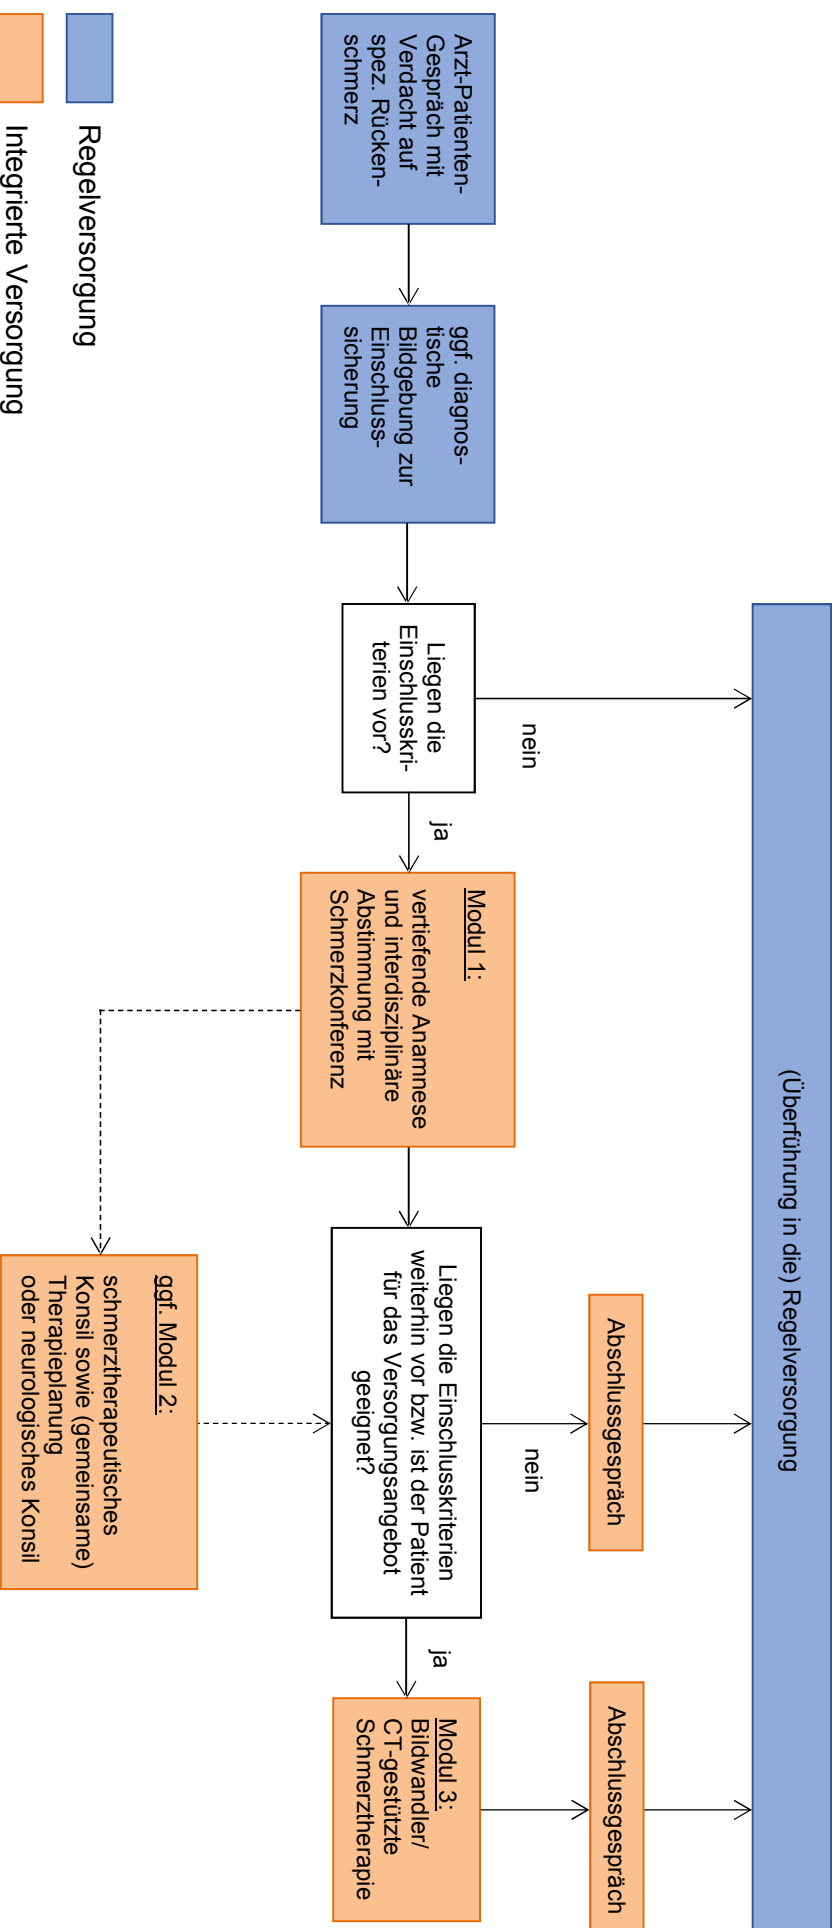 (Überführung in die) Regelversorgung
Arzt-Patienten-
Gespräch mit
Verdacht auf
spez. Rücken-
schmerz
ggf. diagnos-
tische
Bildgebung zur
Einschluss-
sicherung
Liegen die
Einschlusskri-
terien vor?
nein
ja
Modul 1:
vertiefende Anamnese
und interdisziplinäre
Abstimmung mit
Schmerzkonferenz
ggf. Modul 2:
schmerztherapeutisches
Konsil sowie (gemeinsame)
Therapieplanung
oder neurologisches Konsil
Liegen die Einschlusskriterien
weiterhin vor bzw. ist der Patient
für das Versorgungsangebot
geeignet?
nein
Abschlussgespräch
ja
Modul 3:
Bildwandler/
CT-gestützte
Schmerztherapie
Abschlussgespräch
Regelversorgung
Integrierte Versorgung